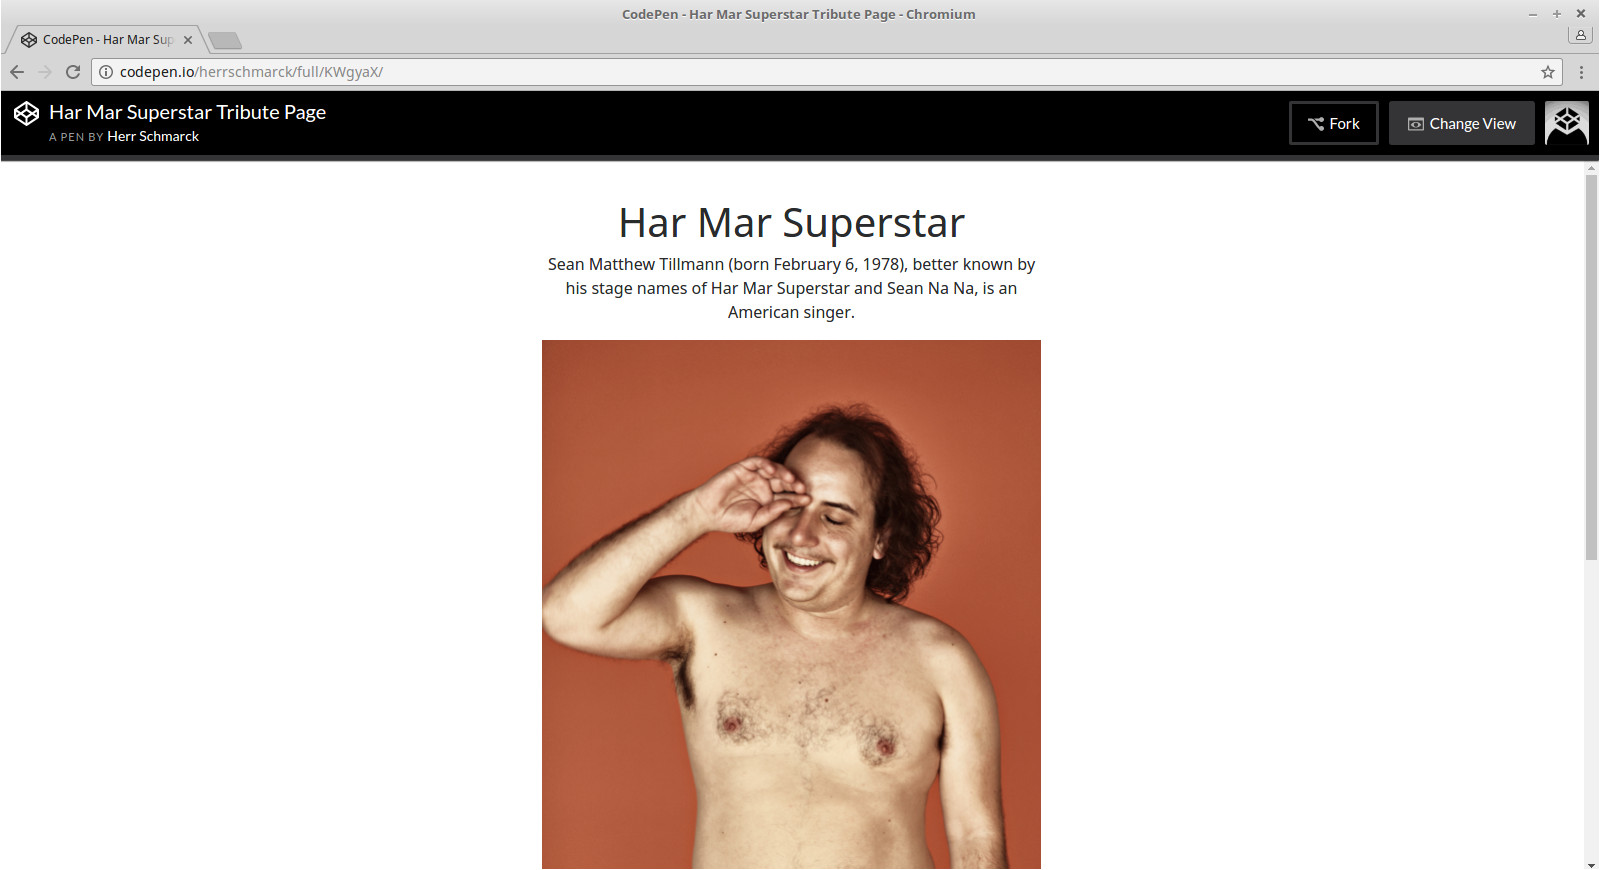 CodePen - Har Mar Superstar Tribute Page - Chromium
CodePen - Har Mar Sup
codepen.io/herrschmarck/full/KWgyaX/
Har Mar Superstar Tribute Page
A PEN BY Herr Schmarck
Fork
Change View
Har Mar Superstar
Sean Matthew Tillmann (born February 6, 1978), better known by
his stage names of Har Mar Superstar and Sean Na Na, is an
American singer.